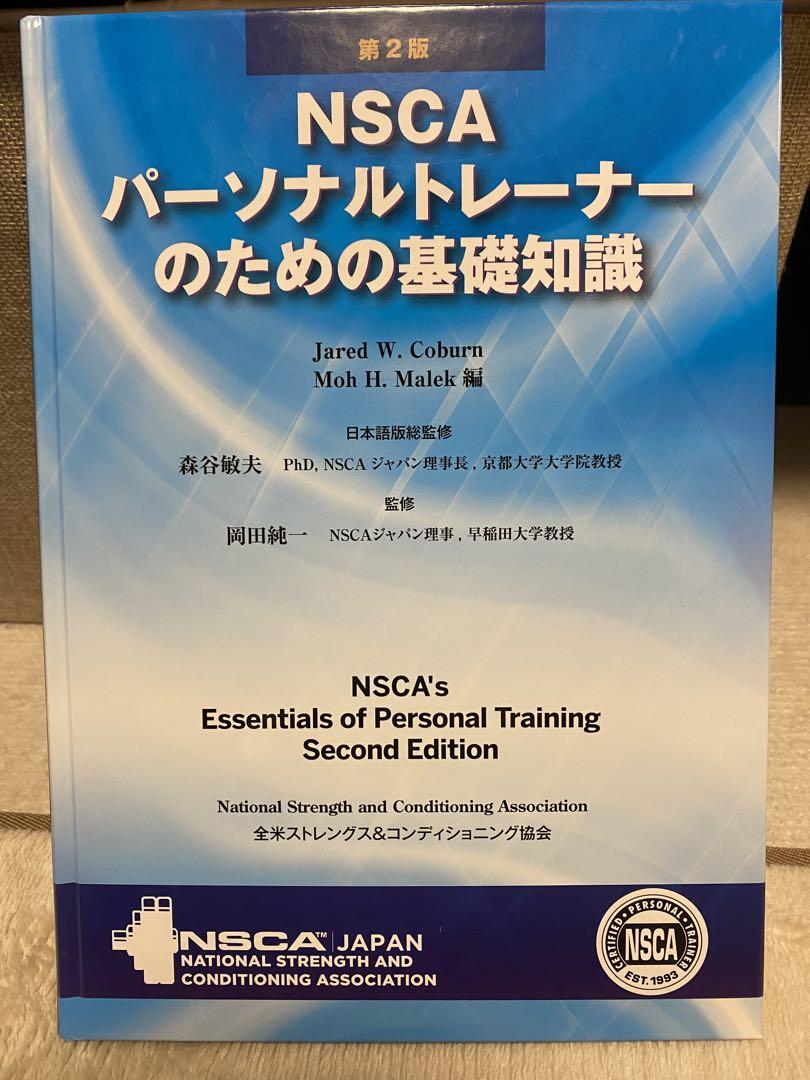 第2版
NSCA
パーソナルトレーナー
のための基礎知識
Jared W. Coburn
Moh H. Malek 編
日本語版総監修
森谷敏夫 PhD, NSCA ジャパン理事長, 京都大学大学院教授
監修
岡田純一 NSCAジャパン理事, 早稲田大学教授
NSCA's
Essentials of Personal Training
Second Edition
National Strength and Conditioning Association
全米ストレングス&コンディショニング協会
NSCA™ JAPAN
NATIONAL STRENGTH AND
CONDITIONING ASSOCIATION
CERTIFIED • PERSONAL • TRAINER
NSCA
EST. 1993